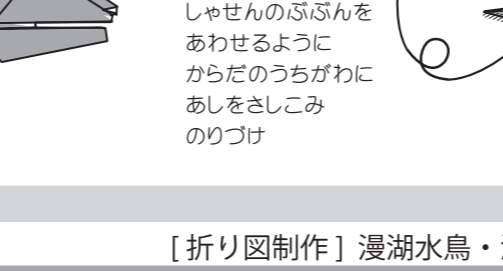 しゃせんのぶぶんを
あわせるように
からだのうちがわに
あしをさしこみ
のりづけ
[ 折り図制作 ] 漫湖水鳥・